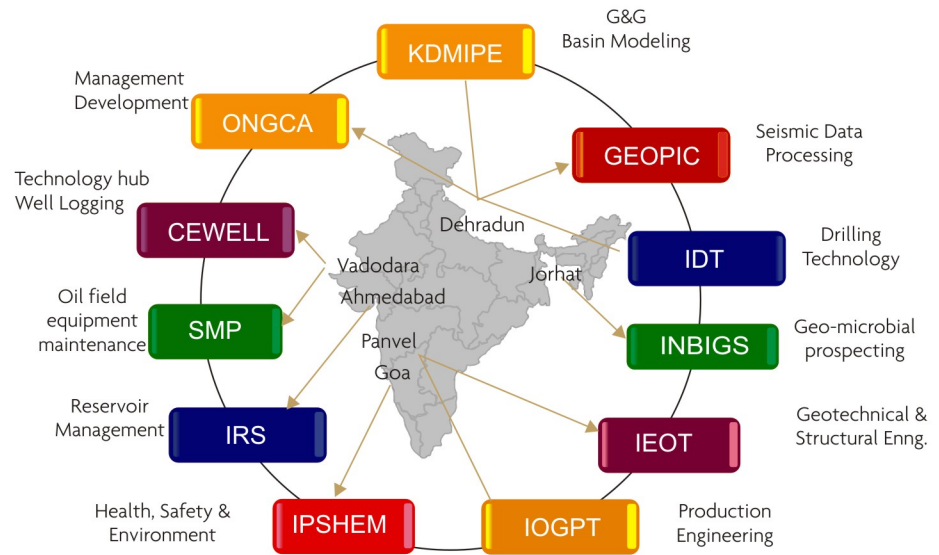 G&G
Basin Modeling
KDMIPE
Management
Development
ONGCA
GEOPIC
Seismic Data
Processing
Technology hub
Well Logging
CEWELL
Dehradun
IDT
Drilling
Technology
Vadodara
Jorhat
Ahmedabad
Oil field
equipment
maintenance
SMP
Panvel
Goa
INBIGS
Geo-microbial
prospecting
Reservoir
Management
IRS
IEOT
Geotechnical &
Structural Enng.
Health, Safety &
Environment
IPSHEM
IOGPT
Production
Engineering